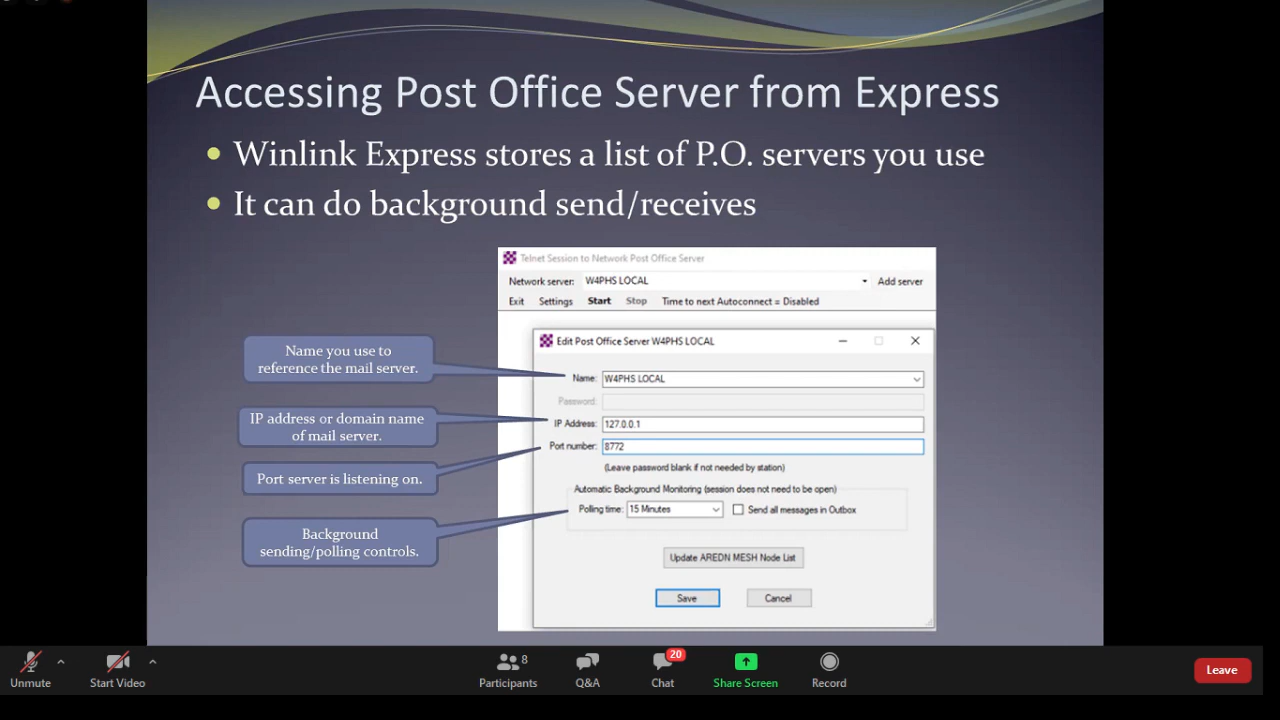 Accessing Post Office Server from Express
Winlink Express stores a list of P.O. servers you use
It can do background send/receives
Telnet Session to Network Post Office Server
Network server: W4PHS LOCAL Add server
Exit Settings Start Stop Time to next Autoconnect = Disabled
Edit Post Office Server W4PHS LOCAL
Name you use to
reference the mail server.
Name: W4PHS LOCAL
Password:
IP address or domain name
of mail server.
IP Address: 127.0.0.1
Port number: 8772
Port server is listening on.
(Leave password blank if not needed by station)
Automatic Background Monitoring (session does not need to be open)
Polling time: 15 Minutes Send all messages in Outbox
Background
sending/polling controls.
Update AREDN MESH Node List
Save Cancel
Unmute
Start Video
8
Participants
Q&A
20
Chat
Share Screen
Record
Leave